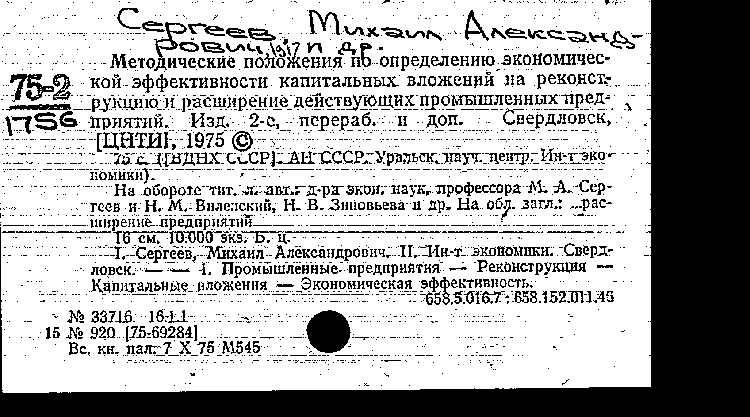 Сергеев, Михаил Александ-
рович, 1917 и др.
Методические положения по определению экономичес-
кой эффективности капитальных вложений на реконст-
75-2
рукцию и расширение действующих промышленных пред-
1756
приятий. Изд. 2-е, перераб. и доп. Свердловск,
[ЦНТИ], 1975 ©
75 с. (ВДНХ СССР]. АН СССР. Уральск. науч. центр. Ин-т эко-
номики).
На обороте тит. л. авт.: д-ра экон. наук, профессора М. А. Сер-
геев и Н. М. Виленский, Н. В. Зиновьева и др. На обл. загл.: ...рас-
ширение предприятий
16 см. 10.000 экз. Б. ц.
I. Сергеев, Михаил Александрович. II. Ин-т экономики. Сверд-
ловск. — — 1. Промышленные предприятия — Реконструкция —
Капитальные вложения — Экономическая эффективность.
658.5.016.7 + 658.152.011.46
№ 33716 16-1.1
15 № 920 [75-69284]
Вс. кн. пал. 7 X 75 М545